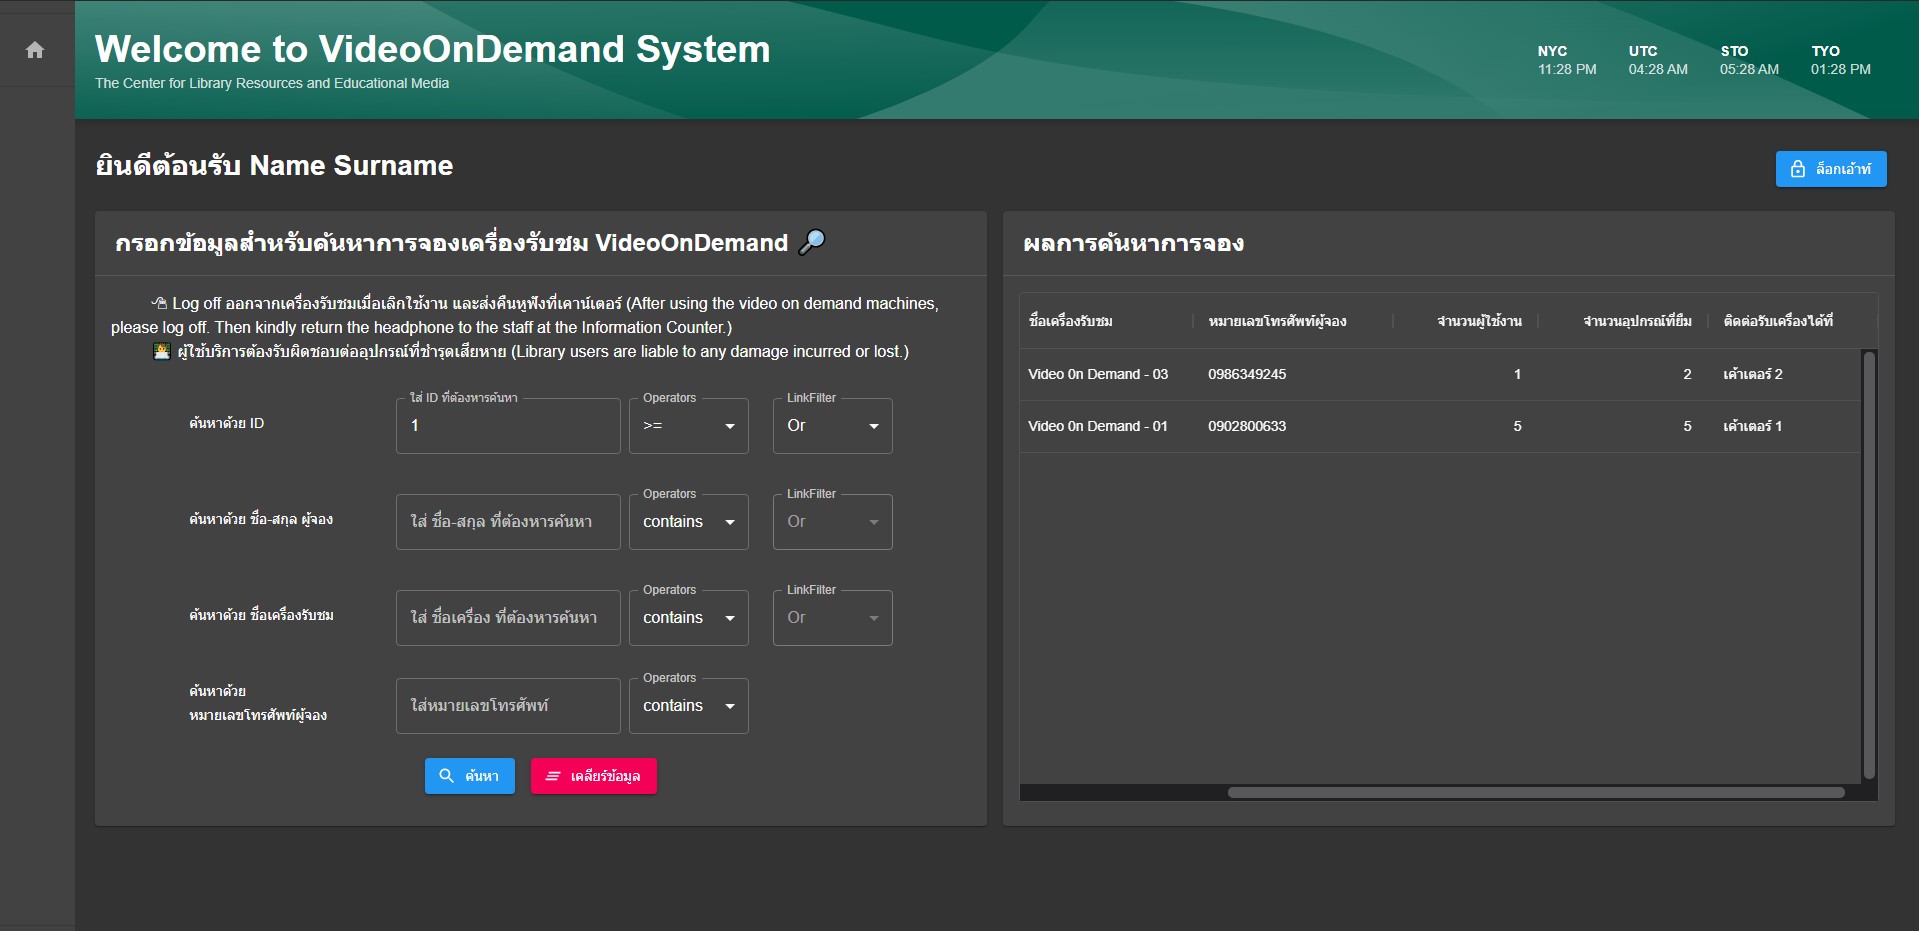 Welcome to VideoOnDemand System
The Center for Library Resources and Educational Media
NYC
11:28 PM
UTC
04:28 AM
STO
05:28 AM
TYO
01:28 PM
ยินดีต้อนรับ Name Surname
ล็อกเอ้าท์
กรอกข้อมูลสำหรับค้นหาการจองเครื่องรับชม VideoOnDemand 🔎
🖱 Log off ออกจากเครื่องรับชมเมื่อเลิกใช้งาน และส่งคืนหูฟังที่เคาน์เตอร์ (After using the video on demand machines,
please log off. Then kindly return the headphone to the staff at the Information Counter.)
👩‍💻 ผู้ใช้บริการต้องรับผิดชอบต่ออุปกรณ์ที่ชำรุดเสียหาย (Library users are liable to any damage incurred or lost.)
ค้นหาด้วย ID
ใส่ ID ที่ต้องหารค้นหา
1
Operators
>=
LinkFilter
Or
ค้นหาด้วย ชื่อ-สกุล ผู้จอง
ใส่ ชื่อ-สกุล ที่ต้องหารค้นหา
Operators
contains
LinkFilter
Or
ค้นหาด้วย ชื่อเครื่องรับชม
ใส่ ชื่อเครื่อง ที่ต้องหารค้นหา
Operators
contains
LinkFilter
Or
ค้นหาด้วย
หมายเลขโทรศัพท์ผู้จอง
ใส่หมายเลขโทรศัพท์
Operators
contains
ค้นหา
เคลียร์ข้อมูล
ผลการค้นหาการจอง
ชื่อเครื่องรับชม หมายเลขโทรศัพท์ผู้จอง จำนวนผู้ใช้งาน จำนวนอุปกรณ์ที่ยืม ติดต่อรับเครื่องได้ที่
Video 0n Demand - 03 0986349245 1 2 เค้าเตอร์ 2
Video 0n Demand - 01 0902800633 5 5 เค้าเตอร์ 1